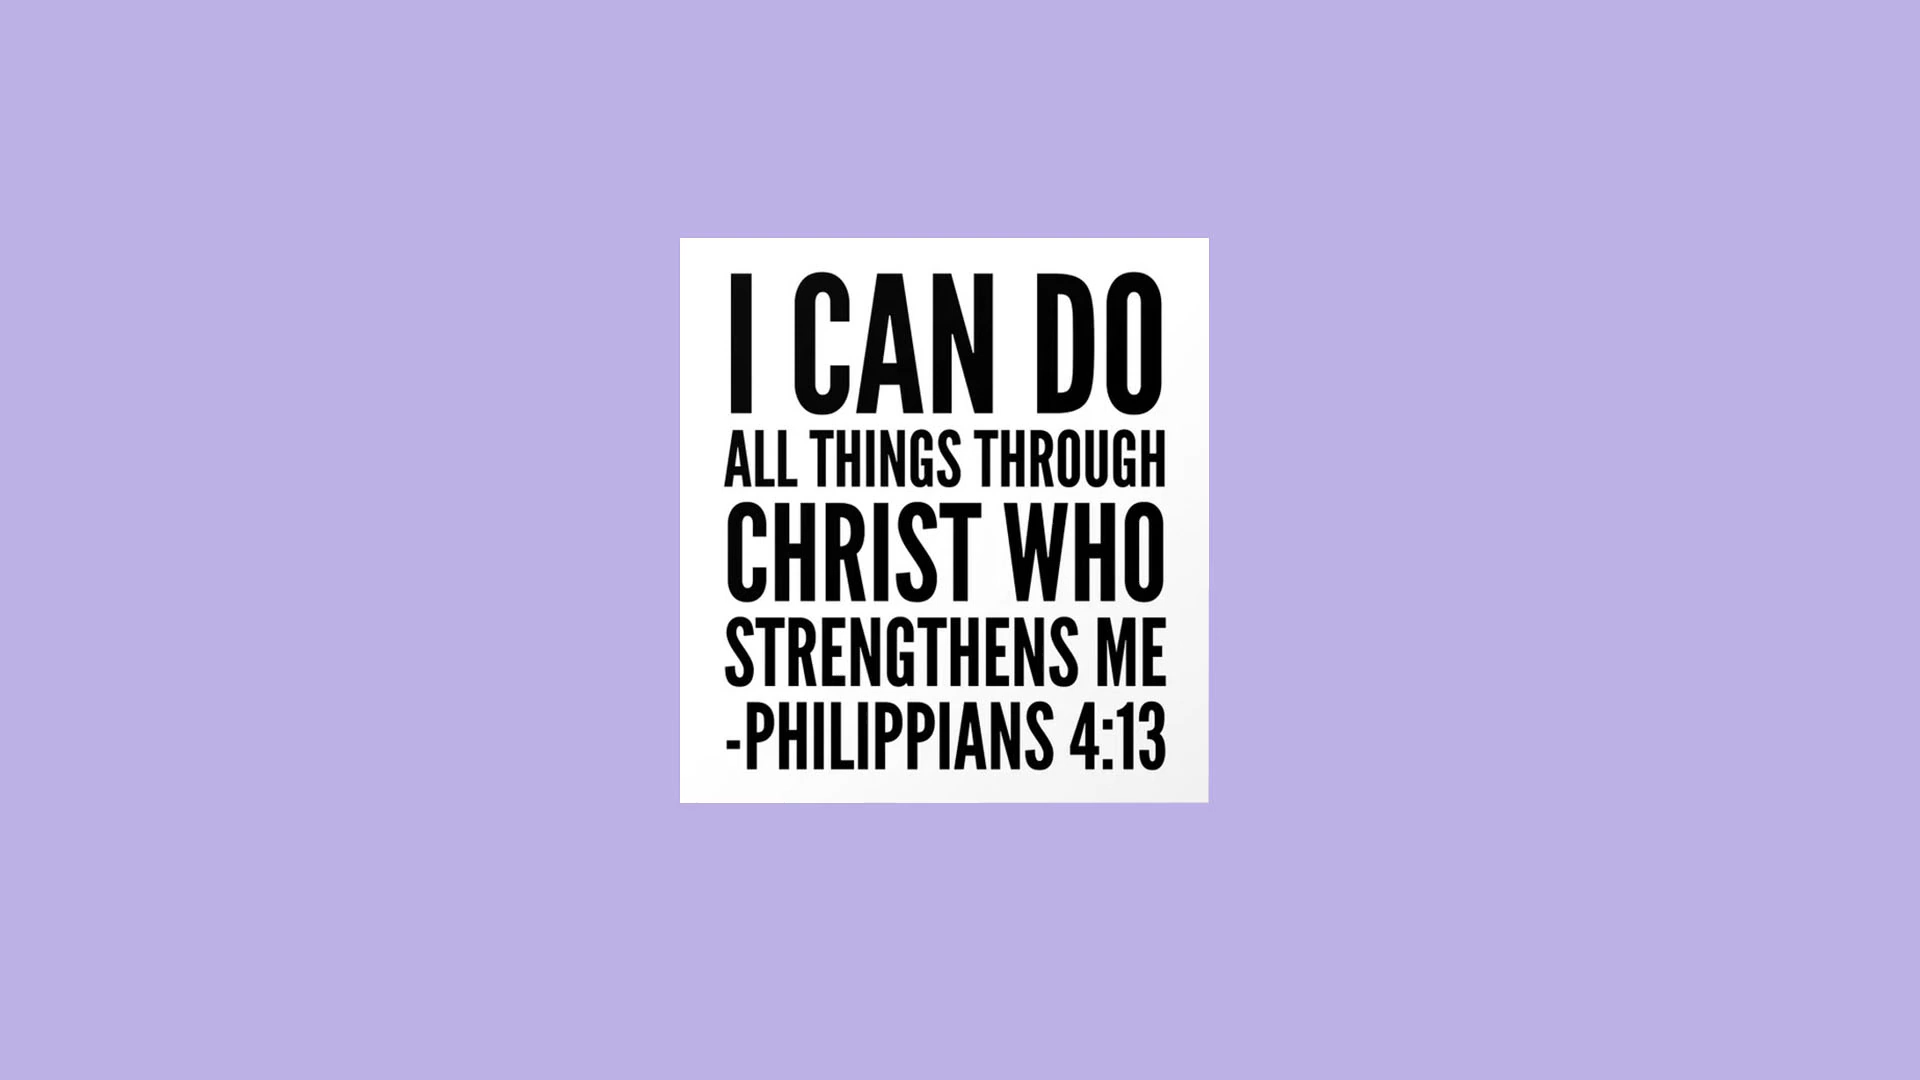 I CAN DO
ALL THINGS THROUGH
CHRIST WHO
STRENGTHENS ME
-PHILIPPIANS 4:13